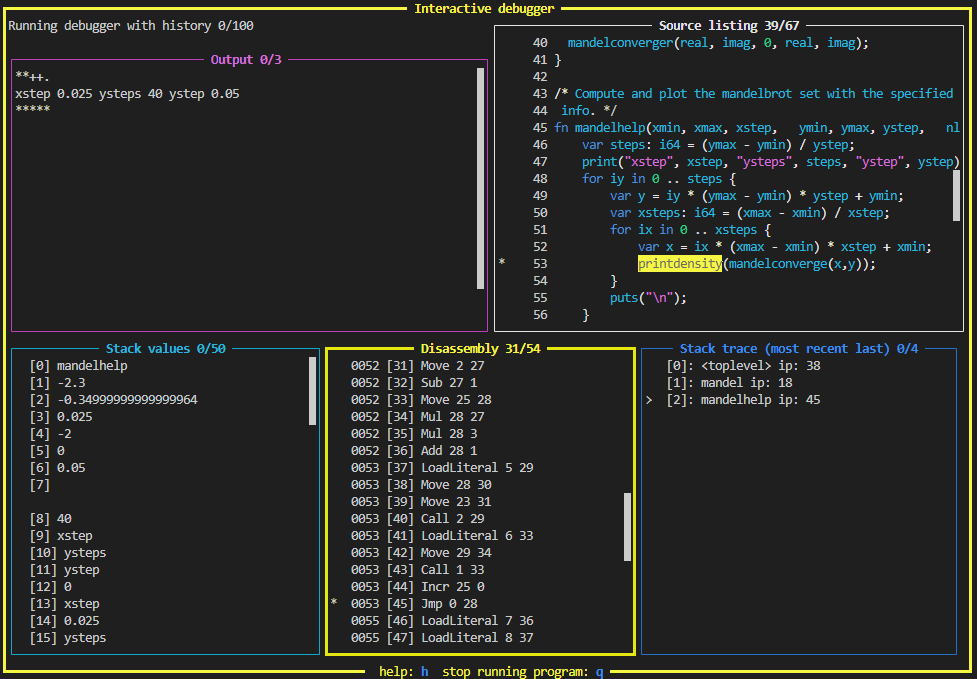 Interactive debugger
Running debugger with history 0/100
Output 0/3
**++.
xstep 0.025 ysteps 40 ystep 0.05
*****
Source listing 39/67
40 mandelconverger(real, imag, 0, real, imag);
41 }
42
43 /* Compute and plot the mandelbrot set with the specified
44 info. */
45 fn mandelhelp(xmin, xmax, xstep, ymin, ymax, ystep, nl
46 var steps: i64 = (ymax - ymin) / ystep;
47 print("xstep", xstep, "ysteps", steps, "ystep", ystep)
48 for iy in 0 .. steps {
49 var y = iy * (ymax - ymin) * ystep + ymin;
50 var xsteps: i64 = (xmax - xmin) / xstep;
51 for ix in 0 .. xsteps {
52 var x = ix * (xmax - xmin) * xstep + xmin;
* 53 printdensity(mandelconverge(x,y));
54 }
55 puts("\n");
56 }
Stack values 0/50
[0] mandelhelp
[1] -2.3
[2] -0.34999999999999964
[3] 0.025
[4] -2
[5] 0
[6] 0.05
[7]
[8] 40
[9] xstep
[10] ysteps
[11] ystep
[12] 0
[13] xstep
[14] 0.025
[15] ysteps
Disassembly 31/54
0052 [31] Move 2 27
0052 [32] Sub 27 1
0052 [33] Move 25 28
0052 [34] Mul 28 27
0052 [35] Mul 28 3
0052 [36] Add 28 1
0053 [37] LoadLiteral 5 29
0053 [38] Move 28 30
0053 [39] Move 23 31
0053 [40] Call 2 29
0053 [41] LoadLiteral 6 33
0053 [42] Move 29 34
0053 [43] Call 1 33
0053 [44] Incr 25 0
* 0053 [45] Jmp 0 28
0055 [46] LoadLiteral 7 36
0055 [47] LoadLiteral 8 37
Stack trace (most recent last) 0/4
[0]: <toplevel> ip: 38
[1]: mandel ip: 18
> [2]: mandelhelp ip: 45
help: h stop running program: q